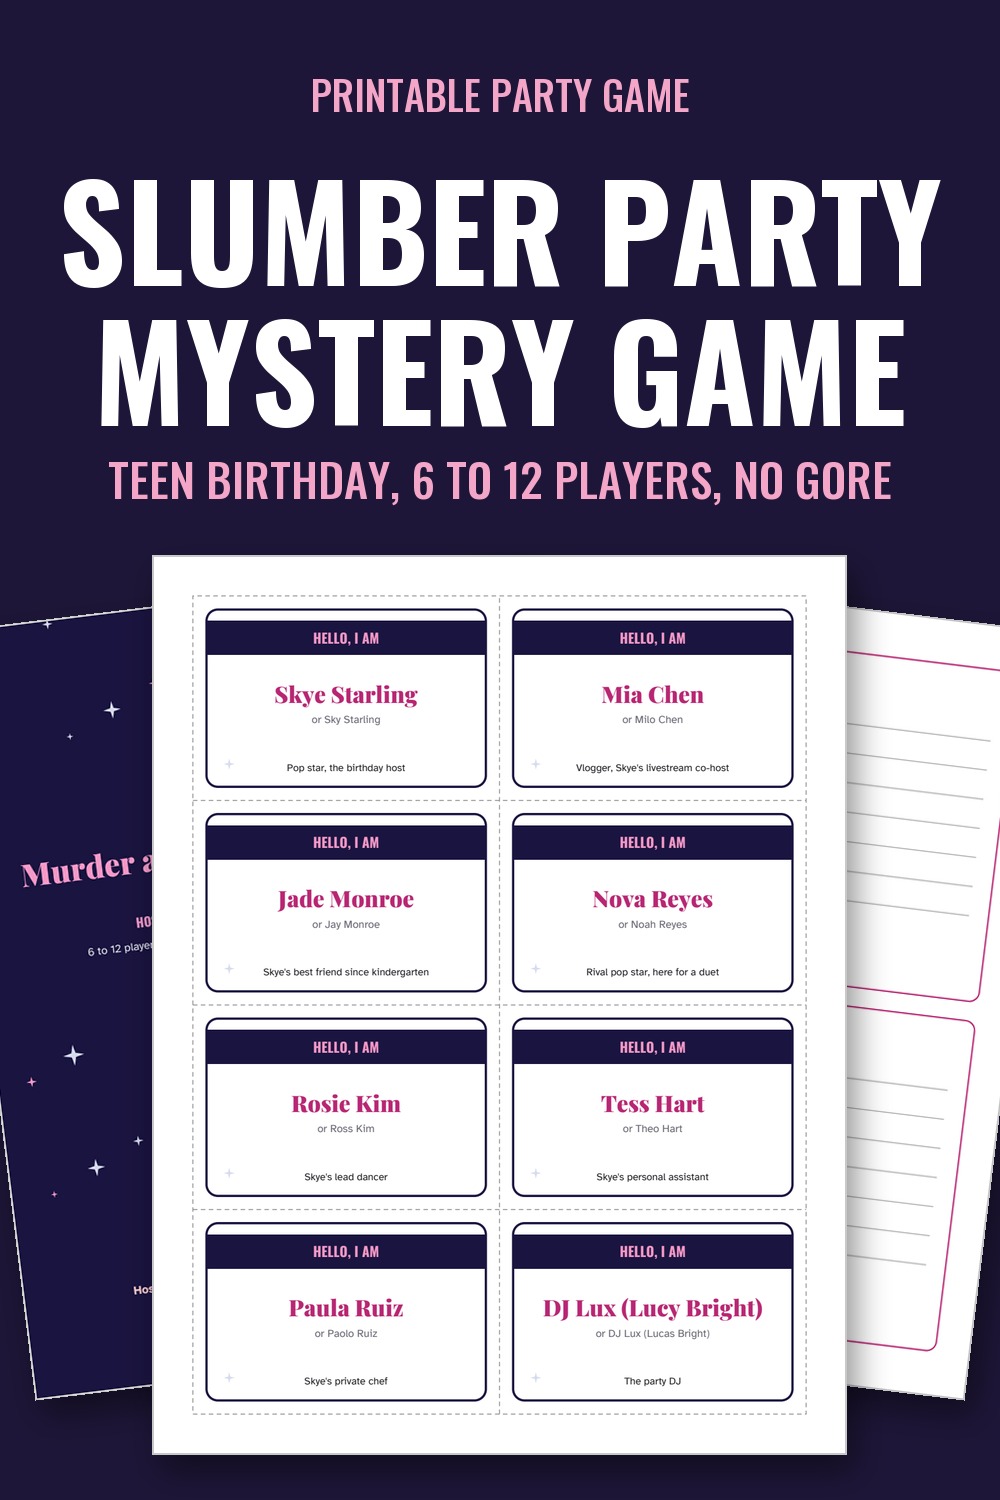 PRINTABLE PARTY GAME
SLUMBER PARTY
MYSTERY GAME
TEEN BIRTHDAY, 6 TO 12 PLAYERS, NO GORE
HELLO, I AM
Skye Starling
or Sky Starling
Pop star, the birthday host
HELLO, I AM
Mia Chen
or Milo Chen
Vlogger, Skye's livestream co-host
HELLO, I AM
Jade Monroe
or Jay Monroe
Skye's best friend since kindergarten
HELLO, I AM
Nova Reyes
or Noah Reyes
Rival pop star, here for a duet
HELLO, I AM
Rosie Kim
or Ross Kim
Skye's lead dancer
HELLO, I AM
Tess Hart
or Theo Hart
Skye's personal assistant
HELLO, I AM
Paula Ruiz
or Paolo Ruiz
Skye's private chef
HELLO, I AM
DJ Lux (Lucy Bright)
or DJ Lux (Lucas Bright)
The party DJ
Murder
6 to 12